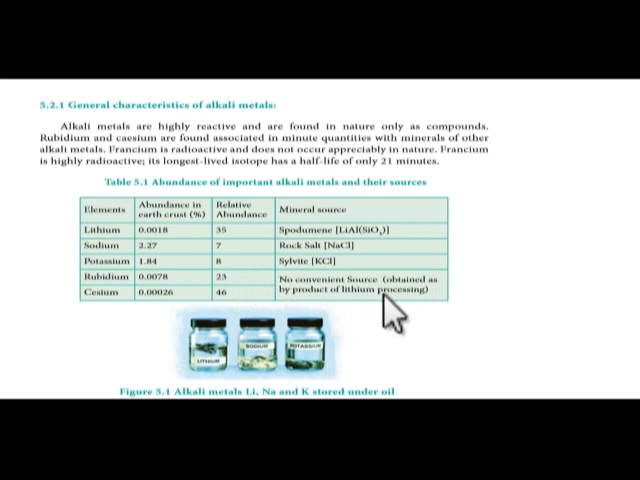 5.2.1 General characteristics of alkali metals:
Alkali metals are highly reactive and are found in nature only as compounds.
Rubidium and caesium are found associated in minute quantities with minerals of other
alkali metals. Francium is radioactive and does not occur appreciably in nature. Francium
is highly radioactive; its longest-lived isotope has a half-life of only 21 minutes.
Table 5.1 Abundance of important alkali metals and their sources
Elements Abundance in earth crust (%) Relative Abundance Mineral source
Lithium 0.0018 35 Spodumene [LiAl(SiO3)]
Sodium 2.27 7 Rock Salt [NaCl]
Potassium 1.84 8 Sylvite [KCl]
Rubidium 0.0078 23 No convenient Source (obtained as
Cesium 0.00026 46 by product of lithium processing)
LITHIUM SODIUM POTASSIUM
Figure 5.1 Alkali metals Li, Na and K stored under oil